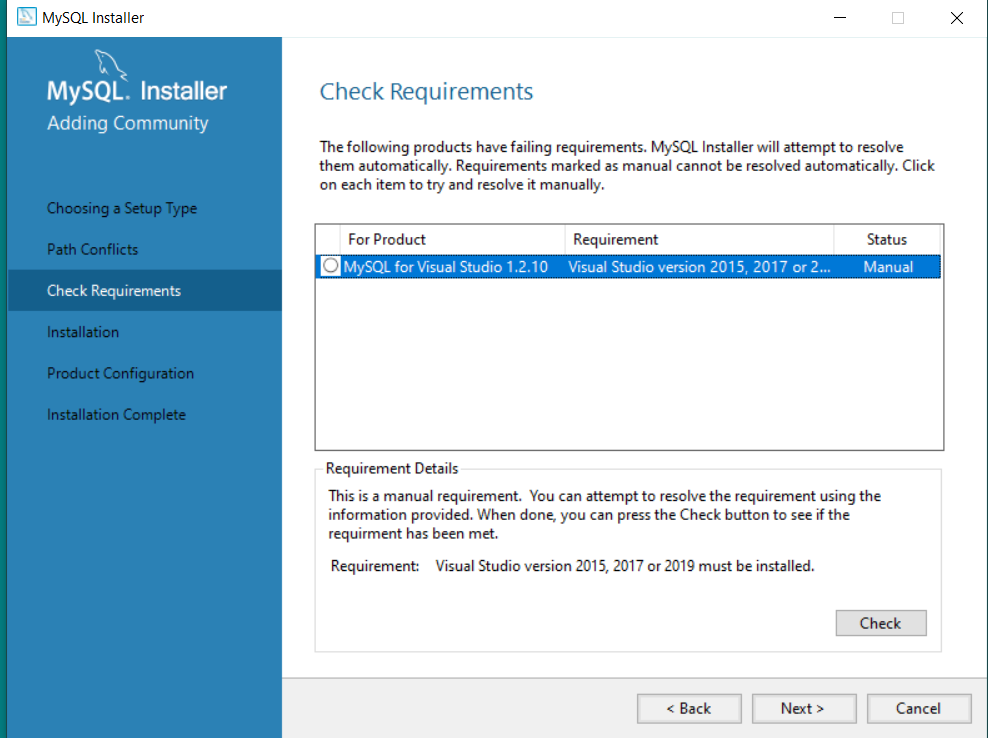 MySQL Installer
MySQL. Installer
Adding Community
Choosing a Setup Type
Path Conflicts
Check Requirements
Installation
Product Configuration
Installation Complete
Check Requirements
The following products have failing requirements. MySQL Installer will attempt to resolve
them automatically. Requirements marked as manual cannot be resolved automatically. Click
on each item to try and resolve it manually.
For Product Requirement Status
MySQL for Visual Studio 1.2.10 Visual Studio version 2015, 2017 or 2... Manual
Requirement Details
This is a manual requirement. You can attempt to resolve the requirement using the
information provided. When done, you can press the Check button to see if the
requirment has been met.
Requirement: Visual Studio version 2015, 2017 or 2019 must be installed.
Check
< Back Next > Cancel